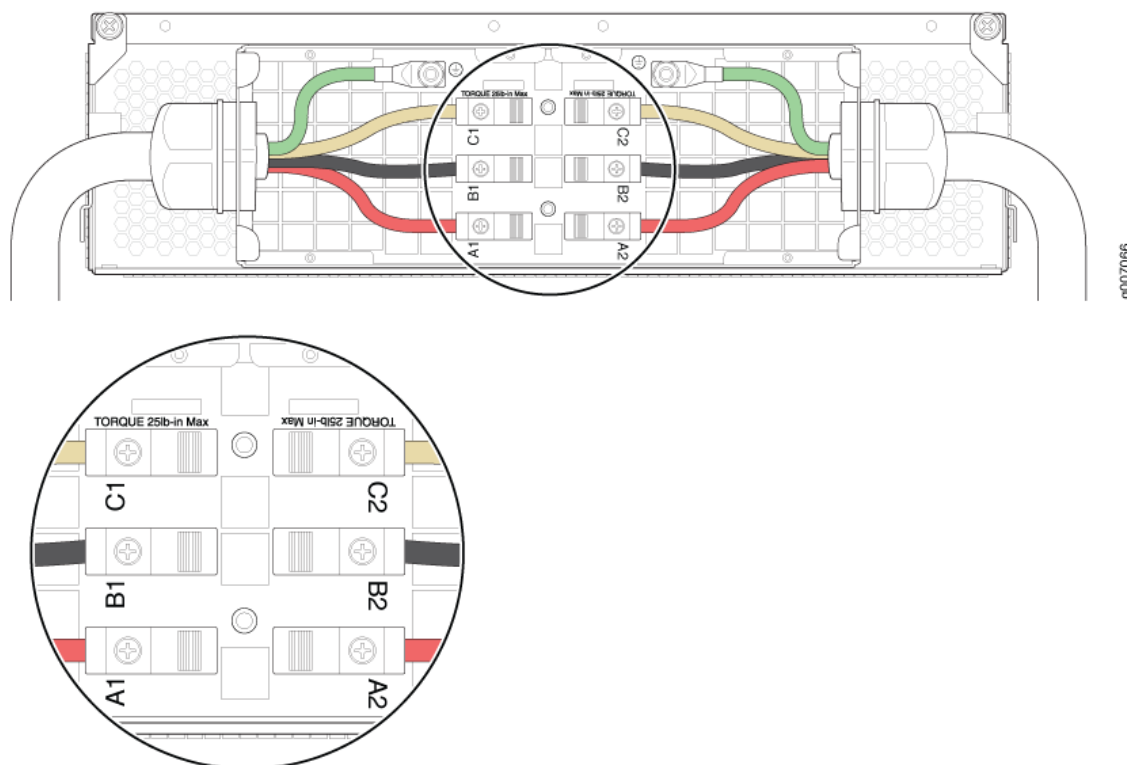 TORQUE 25lb-in Max
TORQUE 25lb-in Max
C1
C2
B1
B2
A1
A2
g007066
TORQUE 25lb-in Max
TORQUE 25lb-in Max
C1
C2
B1
B2
A1
A2